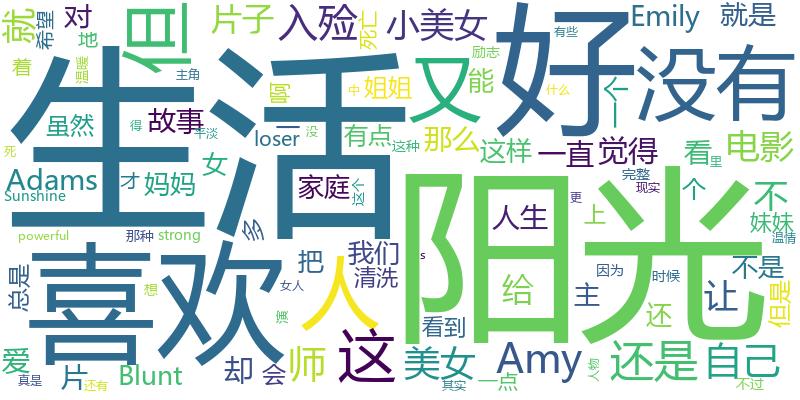 就
希望
对
地
但
片子
入殓
死亡
小美女
有些
Emily
就是
着
温暖
主角
生活
啊
姐姐
中
又
励志
能
好
什么
一个
没有
虽然
得
故事
平淡
loser
一
没
有点
这种
那么
这样
一直
觉得
看
里
电影
死
Adams
Sunshine
才
妈妈
女
家庭
这个
阳光
人生
完整
现实
个
不
妹妹
温情
powerful
那种
strong
多
更
上
总是
喜欢
想
女人
把
人
我们
清洗
s
给
因为
主
时候
不是
让
但是
爱
真是
片
还有
Blunt
却
会
演
师
这
看到
美女
其实
Amy
一点
人物
还
还是
自己
不过